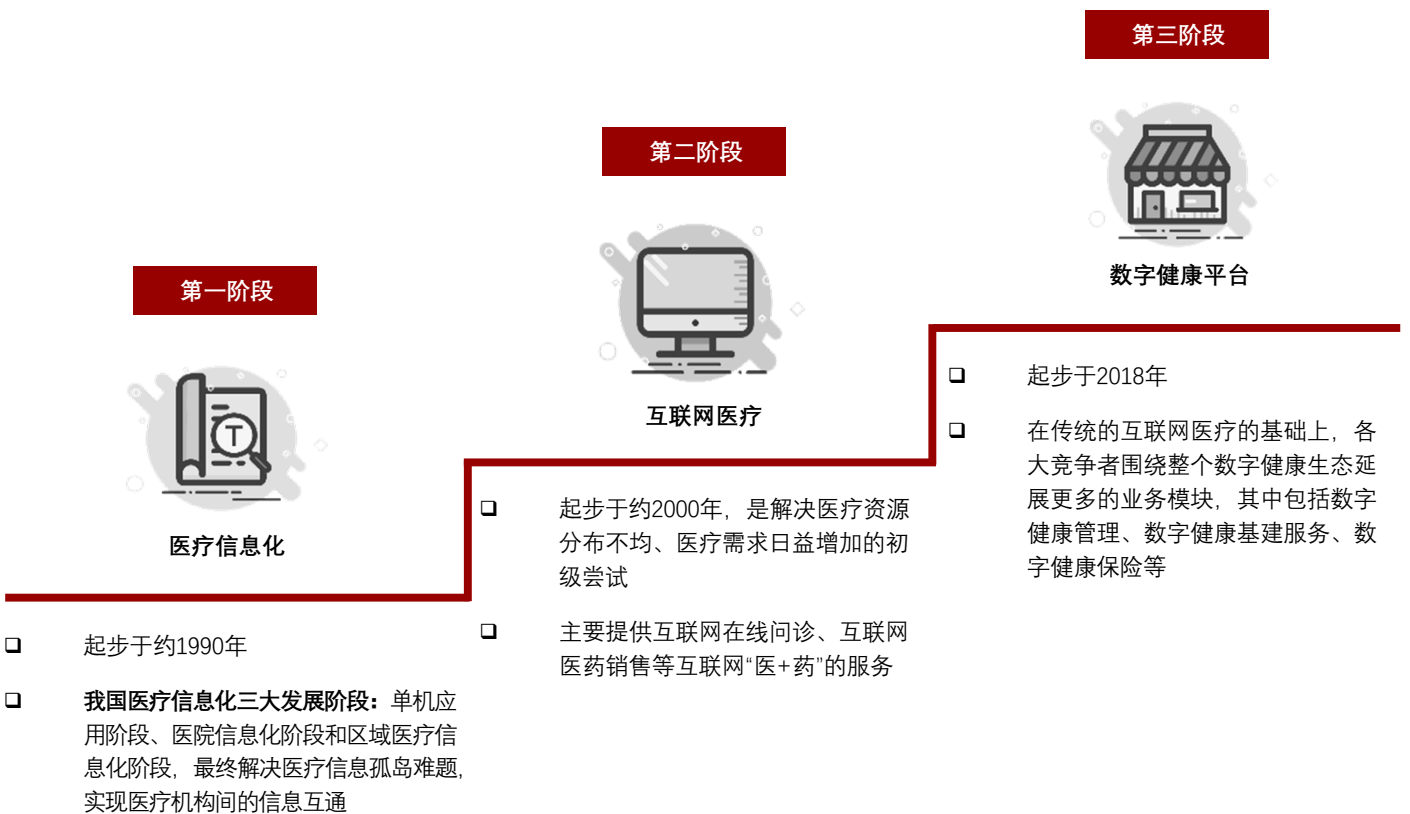 第一阶段
T
医疗信息化
起步于约1990年
我国医疗信息化三大发展阶段：单机应
用阶段、医院信息化阶段和区域医疗信
息化阶段，最终解决医疗信息孤岛难题，
实现医疗机构间的信息互通
第二阶段
互联网医疗
起步于约2000年，是解决医疗资源
分布不均、医疗需求日益增加的初
级尝试
主要提供互联网在线问诊、互联网
医药销售等互联网“医+药”的服务
第三阶段
数字健康平台
起步于2018年
在传统的互联网医疗的基础上，各
大竞争者围绕整个数字健康生态延
展更多的业务模块，其中包括数字
健康管理、数字健康基建服务、数
字健康保险等